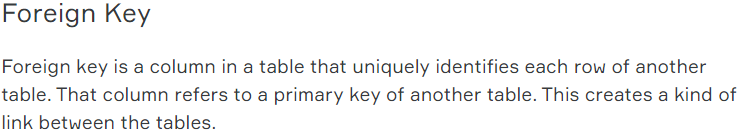 Foreign Key
Foreign key is a column in a table that uniquely identifies each row of another
table. That column refers to a primary key of another table. This creates a kind of
link between the tables.